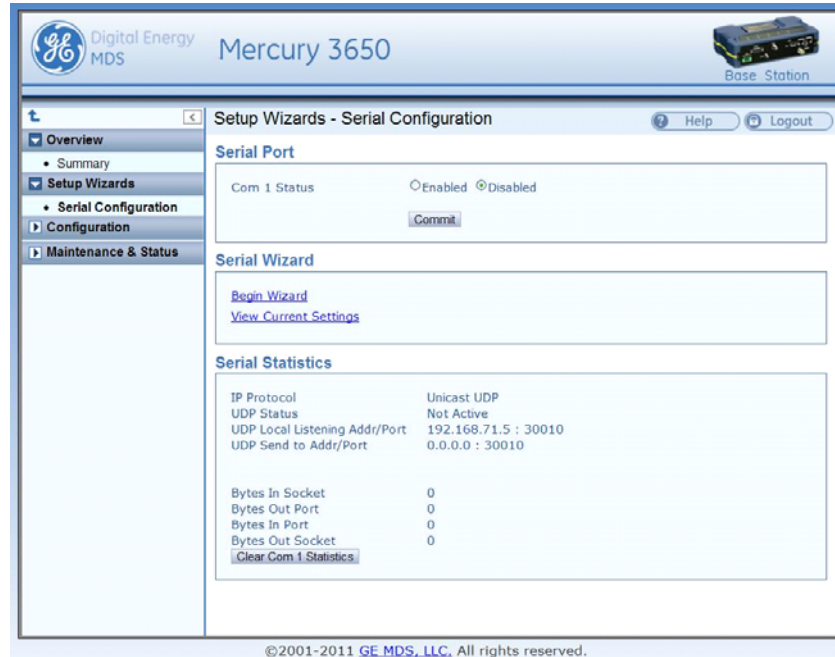 GE
Digital Energy
MDS
Mercury 3650
Base Station
Setup Wizards - Serial Configuration
Help
Logout
Overview
• Summary
Setup Wizards
• Serial Configuration
Configuration
Maintenance & Status
Serial Port
Com 1 Status Enabled Disabled
Commit
Serial Wizard
Begin Wizard
View Current Settings
Serial Statistics
IP Protocol Unicast UDP
UDP Status Not Active
UDP Local Listening Addr/Port 192.168.71.5 : 30010
UDP Send to Addr/Port 0.0.0.0 : 30010
Bytes In Socket 0
Bytes Out Port 0
Bytes In Port 0
Bytes Out Socket 0
Clear Com 1 Statistics
©2001-2011 GE MDS, LLC. All rights reserved.